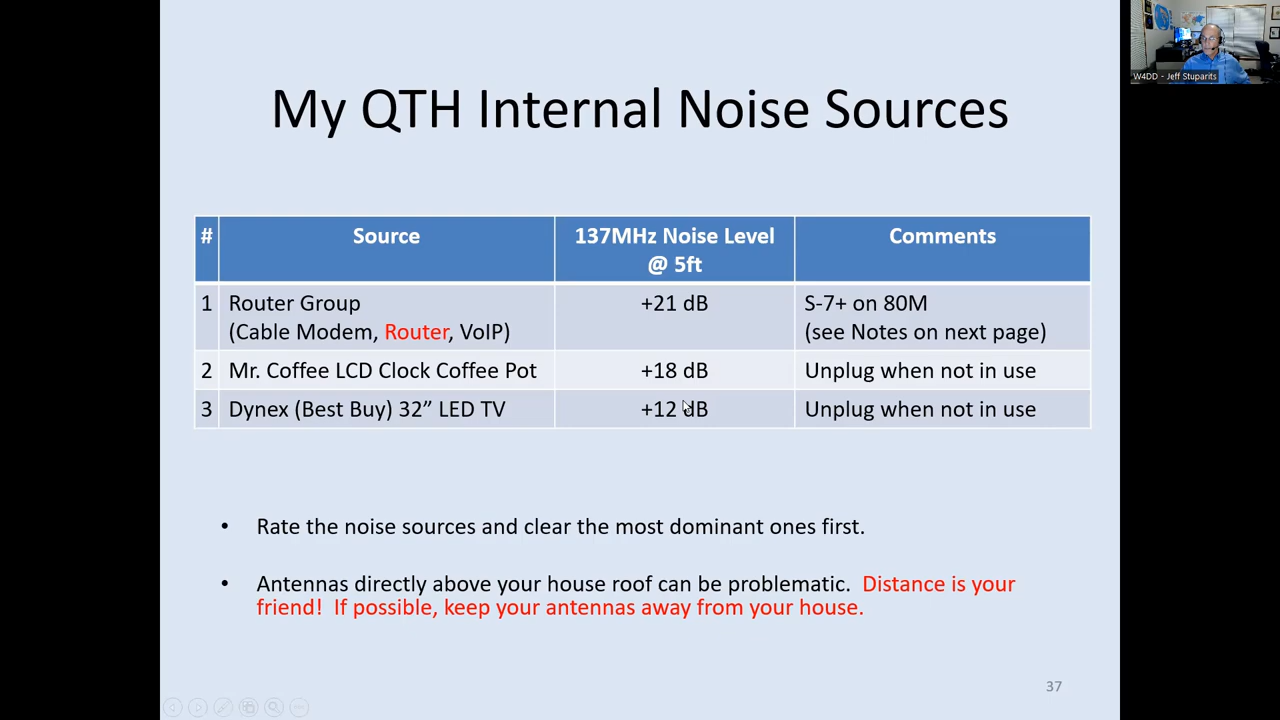 W4DD - Jeff Stuparits
My QTH Internal Noise Sources
# Source 137MHz Noise Level Comments
@ 5ft
1 Router Group +21 dB S-7+ on 80M
(Cable Modem, Router, VoIP) (see Notes on next page)
2 Mr. Coffee LCD Clock Coffee Pot +18 dB Unplug when not in use
3 Dynex (Best Buy) 32” LED TV +12 dB Unplug when not in use
• Rate the noise sources and clear the most dominant ones first.
• Antennas directly above your house roof can be problematic. Distance is your
friend! If possible, keep your antennas away from your house.
37